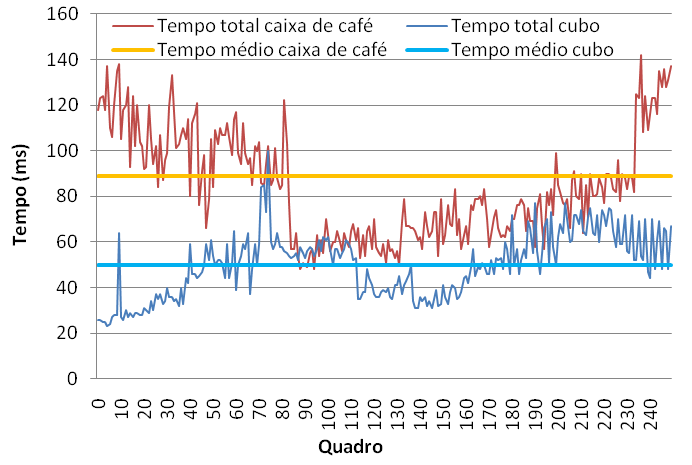 160
140
120
100
80
60
40
20
0
Tempo (ms)
Tempo total caixa de café
Tempo total cubo
Tempo médio caixa de café
Tempo médio cubo
0 10 20 30 40 50 60 70 80 90 100 110 120 130 140 150 160 170 180 190 200 210 220 230 240
Quadro